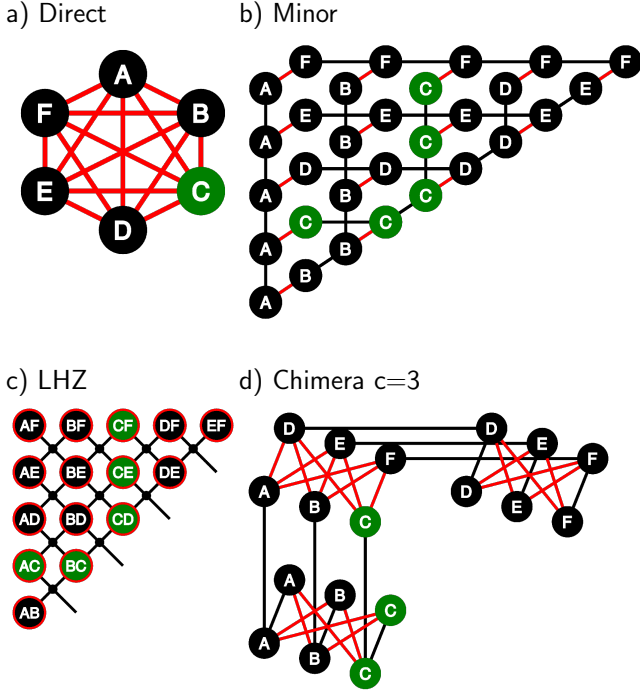 a) Direct
A
F B
E C
D
b) Minor
F F F F F
A B C D E
E E E E
A B C D
D D D
A B C
C C
A B
B
A
c) LHZ
AF BF CF DF EF
AE BE CE DE
AD BD CD
AC BC
AB
d) Chimera c=3
D D
E E
F F
A D
B E
C F
A
B
C
A
B
C